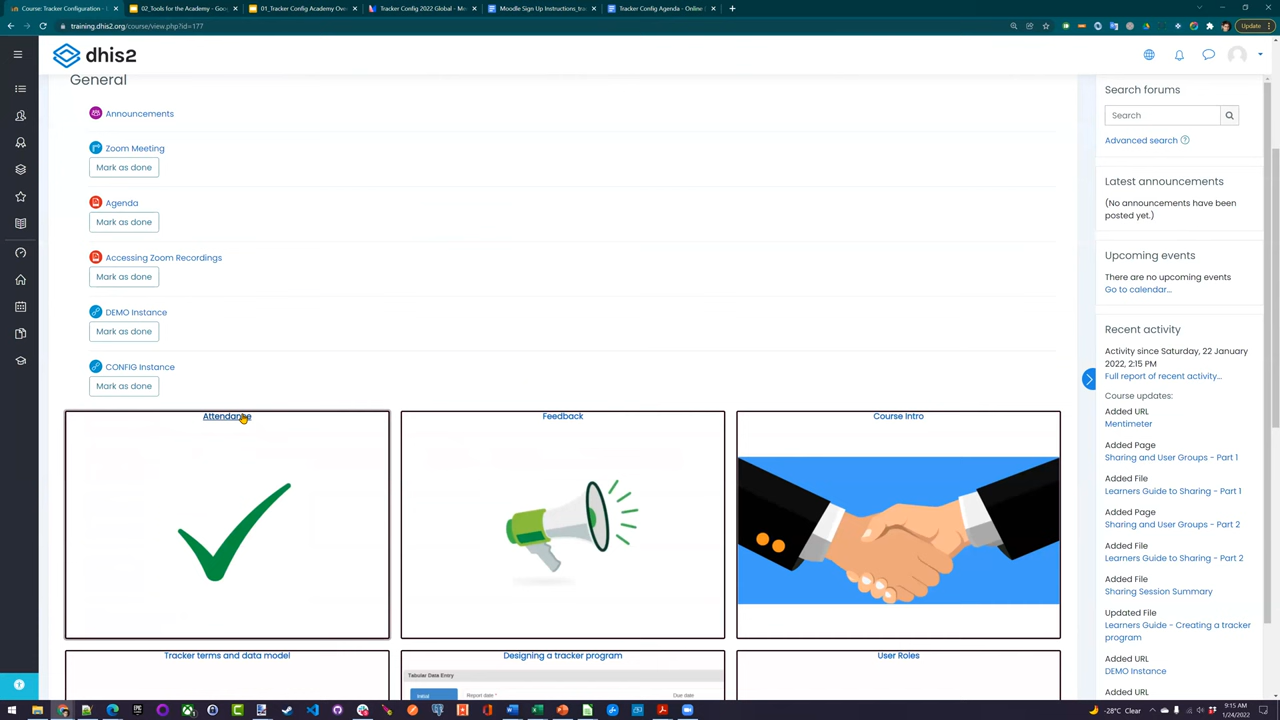 Course: Tracker Configuration - L
02_Tools for the Academy - Goo
01_Tracker Config Academy Ove
Tracker Config 2022 Global - Me
Moodle Sign Up Instructions_tra
Tracker Config Agenda - Online
training.dhis2.org/course/view.php?id=177
Update
dhis2
General
Announcements
Zoom Meeting
Mark as done
Agenda
Mark as done
Accessing Zoom Recordings
Mark as done
DEMO Instance
Mark as done
CONFIG Instance
Mark as done
Attendance
Feedback
Course Intro
Tracker terms and data model
Designing a tracker program
User Roles
Tabular Data Entry
Initial
Report date *
Due date
Search forums
Search
Advanced search
Latest announcements
(No announcements have been
posted yet.)
Upcoming events
There are no upcoming events
Go to calendar...
Recent activity
Activity since Saturday, 22 January
2022, 2:15 PM
Full report of recent activity...
Course updates:
Added URL
Mentimeter
Added Page
Sharing and User Groups - Part 1
Added File
Learners Guide to Sharing - Part 1
Added Page
Sharing and User Groups - Part 2
Added File
Learners Guide to Sharing - Part 2
Added File
Sharing Session Summary
Updated File
Learners Guide - Creating a tracker
program
Added URL
DEMO Instance
Added URL
-28°C Clear
9:15 AM
1/24/2022